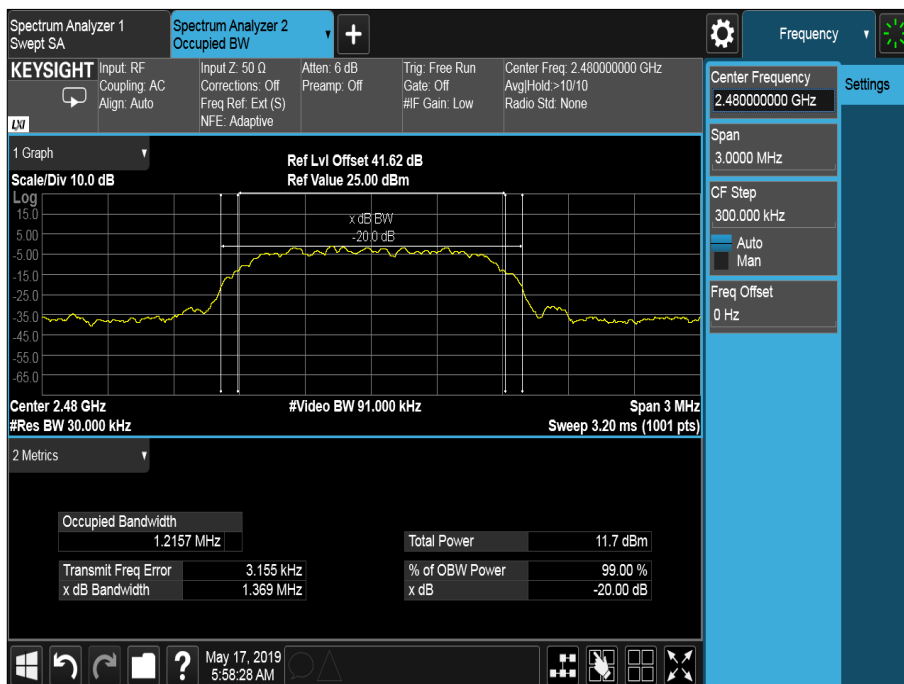 Spectrum Analyzer 1
Swept SA
Spectrum Analyzer 2
Occupied BW
Frequency
KEYSIGHT
LXI
Input: RF
Coupling: AC
Align: Auto
Input Z: 50 Ω
Corrections: Off
Freq Ref: Ext (S)
NFE: Adaptive
Atten: 6 dB
Preamp: Off
Trig: Free Run
Gate: Off
#IF Gain: Low
Center Freq: 2.480000000 GHz
Avg|Hold:>10/10
Radio Std: None
Center Frequency
2.480000000 GHz
Settings
Span
3.0000 MHz
CF Step
300.000 kHz
Auto
Man
Freq Offset
0 Hz
1 Graph
Scale/Div 10.0 dB
Ref Lvl Offset 41.62 dB
Ref Value 25.00 dBm
Log
15.0
5.00
-5.00
-15.0
-25.0
-35.0
-45.0
-55.0
-65.0
x dB BW
-20.0 dB
Center 2.48 GHz
#Video BW 91.000 kHz
Span 3 MHz
#Res BW 30.000 kHz
Sweep 3.20 ms (1001 pts)
2 Metrics
Occupied Bandwidth
1.2157 MHz
Total Power 11.7 dBm
Transmit Freq Error 3.155 kHz
% of OBW Power 99.00 %
x dB Bandwidth 1.369 MHz
x dB -20.00 dB
?
May 17, 2019
5:58:28 AM